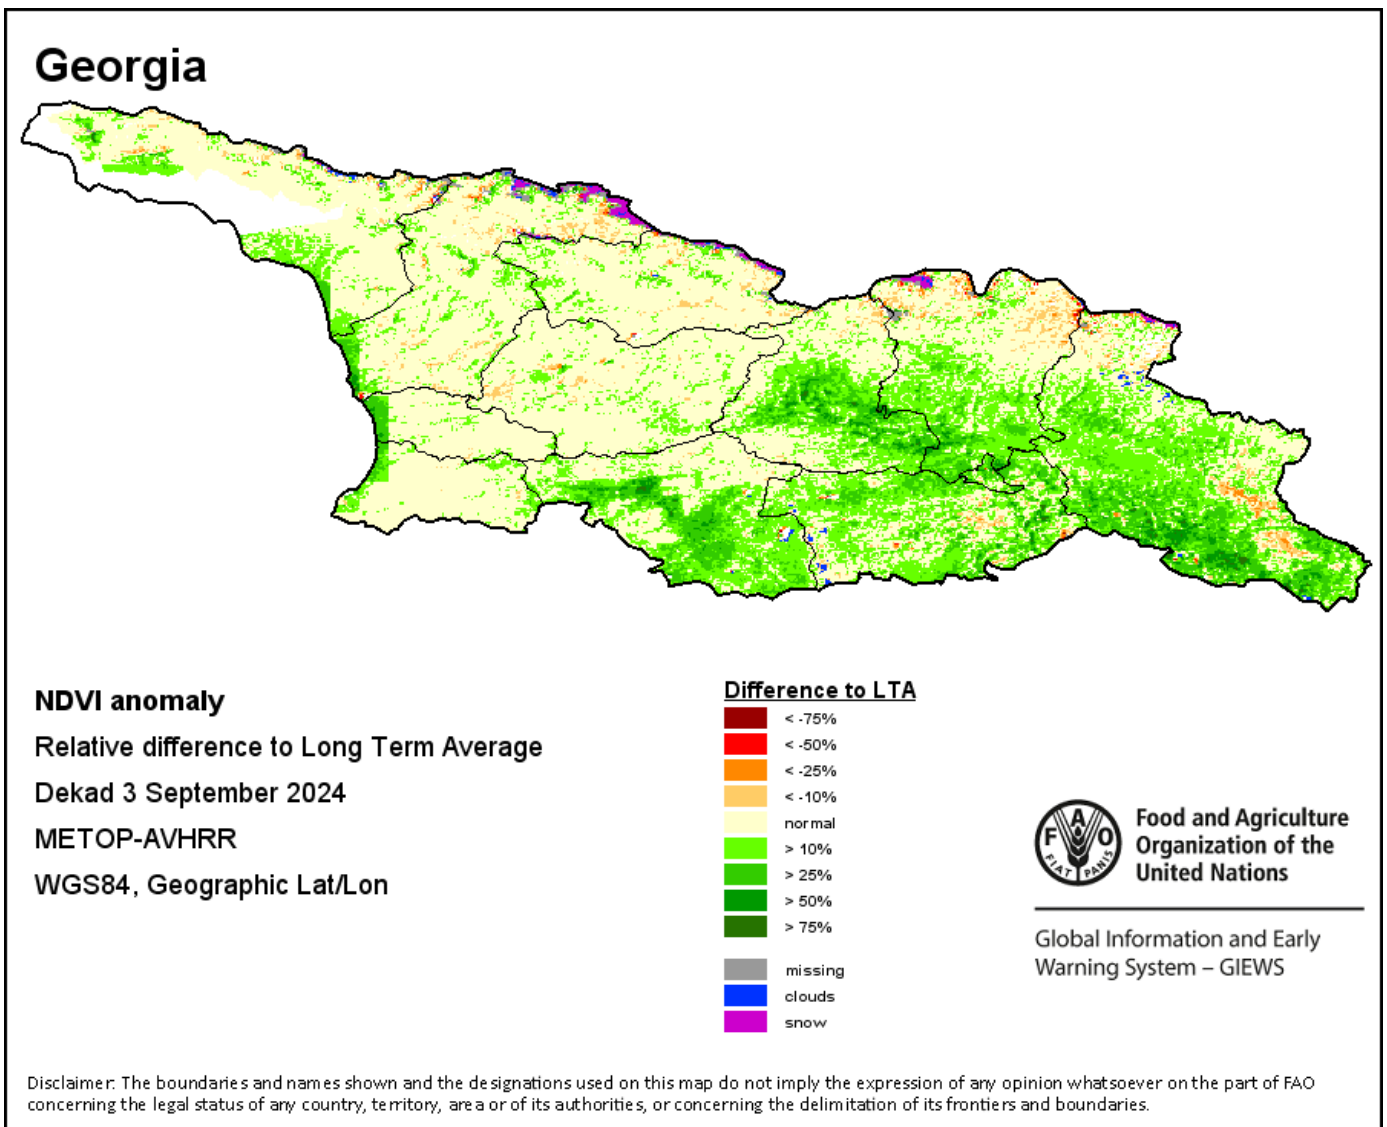 Georgia
NDVI anomaly
Relative difference to Long Term Average
Dekad 3 September 2024
METOP-AVHRR
WGS84, Geographic Lat/Lon
Difference to LTA
< -75%
< -50%
< -25%
< -10%
normal
> 10%
> 25%
> 50%
> 75%
missing
clouds
snow
F A O
FIAT PANIS
Food and Agriculture
Organization of the
United Nations
Global Information and Early
Warning System – GIEWS
Disclaimer: The boundaries and names shown and the designations used on this map do not imply the expression of any opinion whatsoever on the part of FAO
concerning the legal status of any country, territory, area or of its authorities, or concerning the delimitation of its frontiers and boundaries.